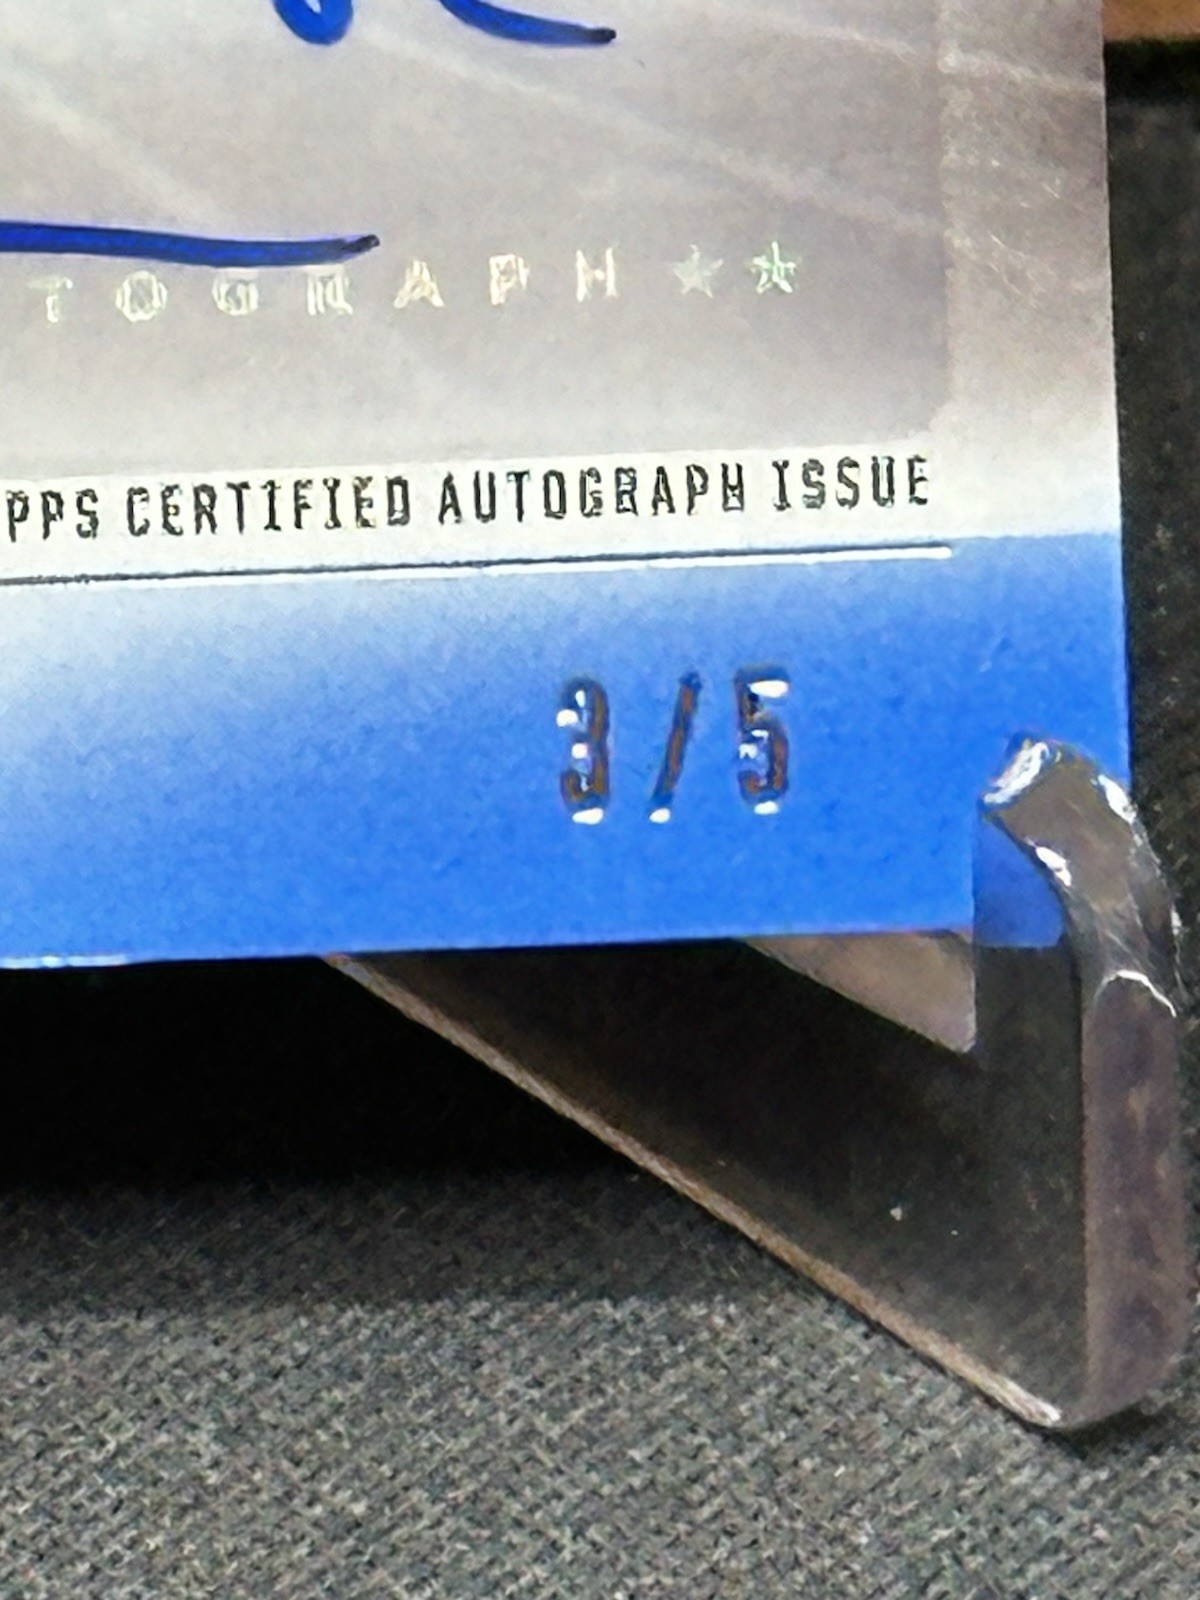 TOGRAPH ★★
PPS CERTIFIED AUTOGRAPH ISSUE
3/5